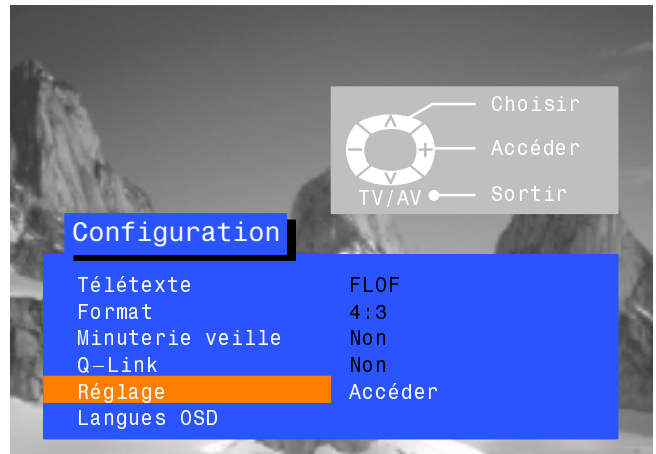 Choisir
Accéder
TV/AV Sortir
Configuration
Télétexte FLOF
Format 4:3
Minuterie veille Non
Q-Link Non
Réglage Accéder
Langues OSD